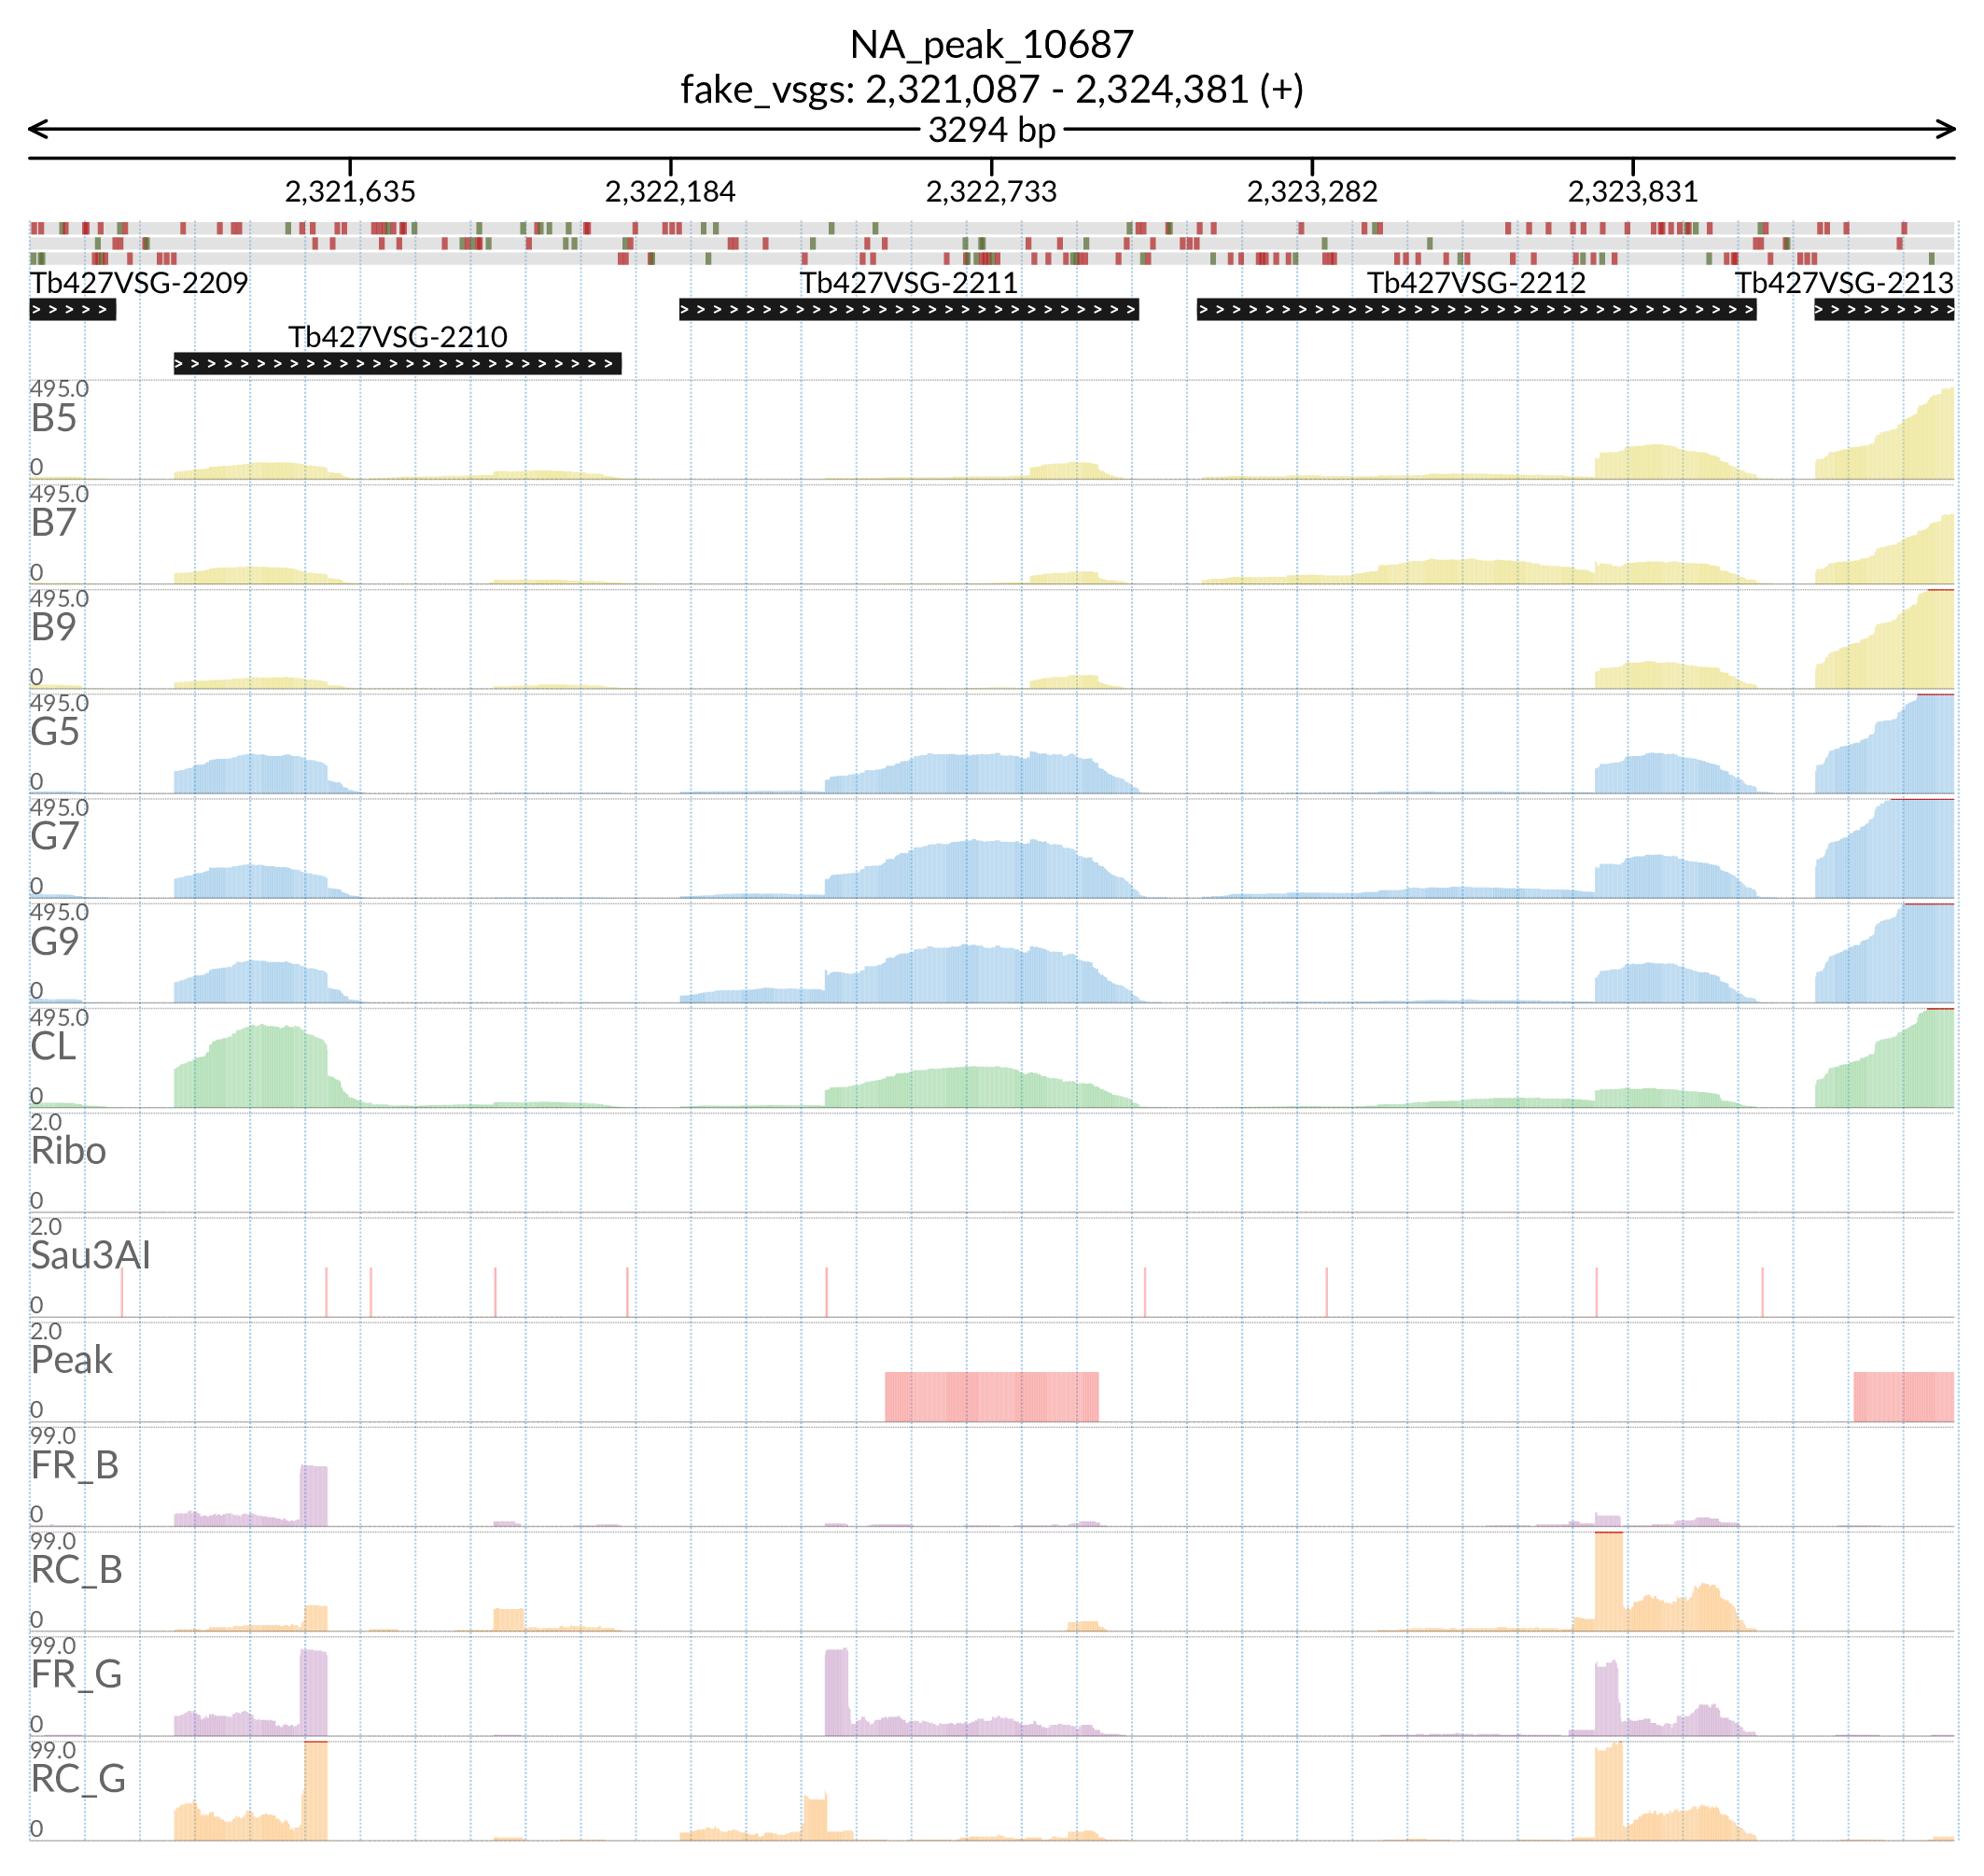 NA_peak_10687
fake_vsgs: 2,321,087 - 2,324,381 (+)
3294 bp
2,321,635 2,322,184 2,322,733 2,323,282 2,323,831
Tb427VSG-2209 Tb427VSG-2211 Tb427VSG-2212 Tb427VSG-2213
Tb427VSG-2210
495.0
B5
0
495.0
B7
0
495.0
B9
0
495.0
G5
0
495.0
G7
0
495.0
G9
0
495.0
CL
0
2.0
Ribo
0
2.0
Sau3AI
0
2.0
Peak
0
99.0
FR_B
0
99.0
RC_B
0
99.0
FR_G
0
99.0
RC_G
0